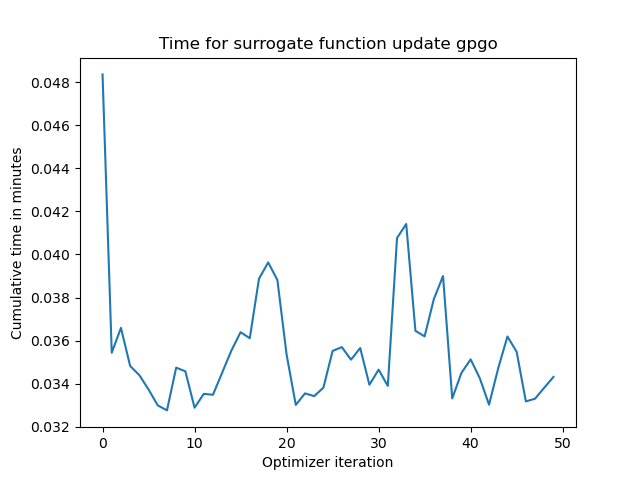 Time for surrogate function update gpgo
Cumulative time in minutes
0.048
0.046
0.044
0.042
0.040
0.038
0.036
0.034
0.032
0 10 20 30 40 50
Optimizer iteration